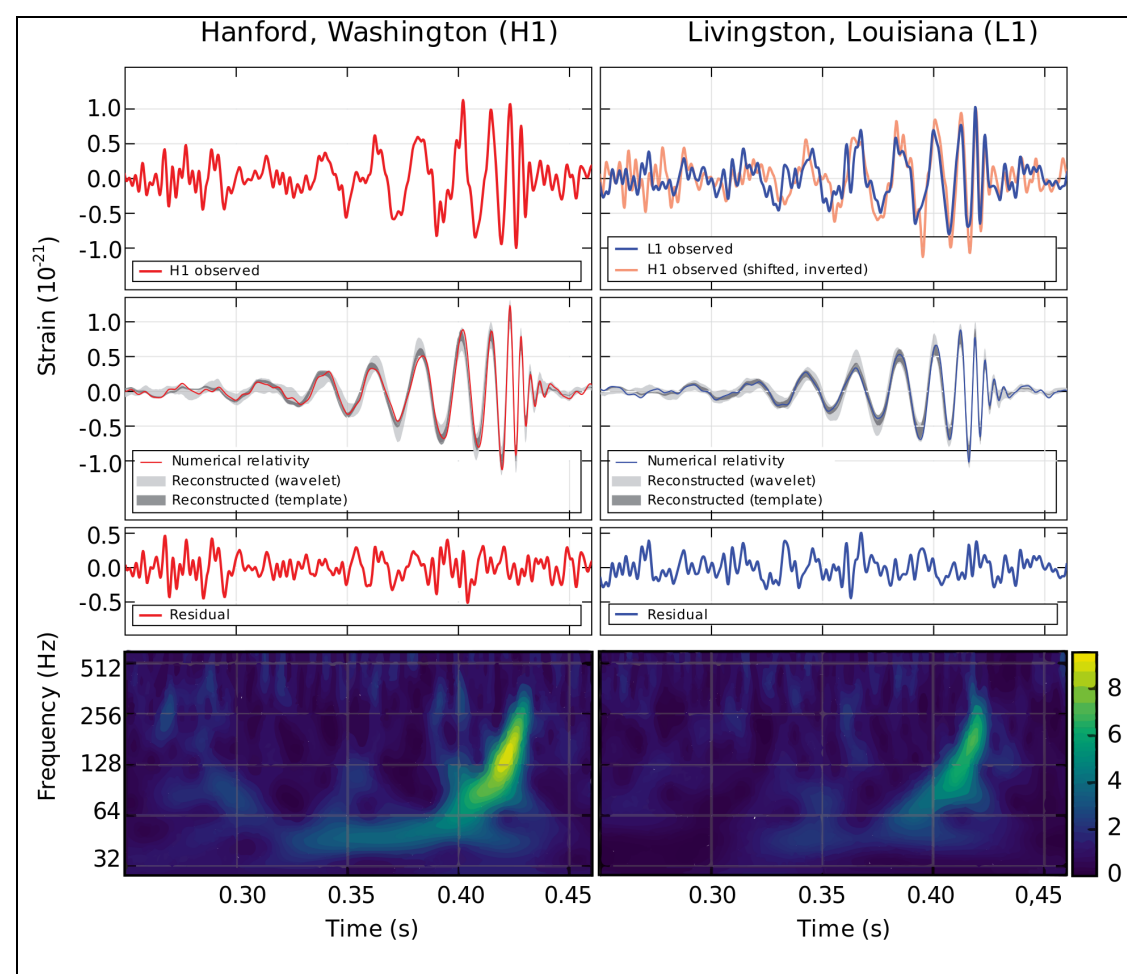 Hanford, Washington (H1)
Livingston, Louisiana (L1)
Strain (10-21)
1.0
0.5
0.0
-0.5
-1.0
H1 observed
L1 observed
H1 observed (shifted, inverted)
1.0
0.5
0.0
-0.5
-1.0
Numerical relativity
Reconstructed (wavelet)
Reconstructed (template)
Numerical relativity
Reconstructed (wavelet)
Reconstructed (template)
0.5
0.0
-0.5
Residual
Residual
Frequency (Hz)
512
256
128
64
32
8
6
4
2
0
0.30 0.35 0.40 0,45
0.30 0.35 0.40 0,45
Time (s)
Time (s)